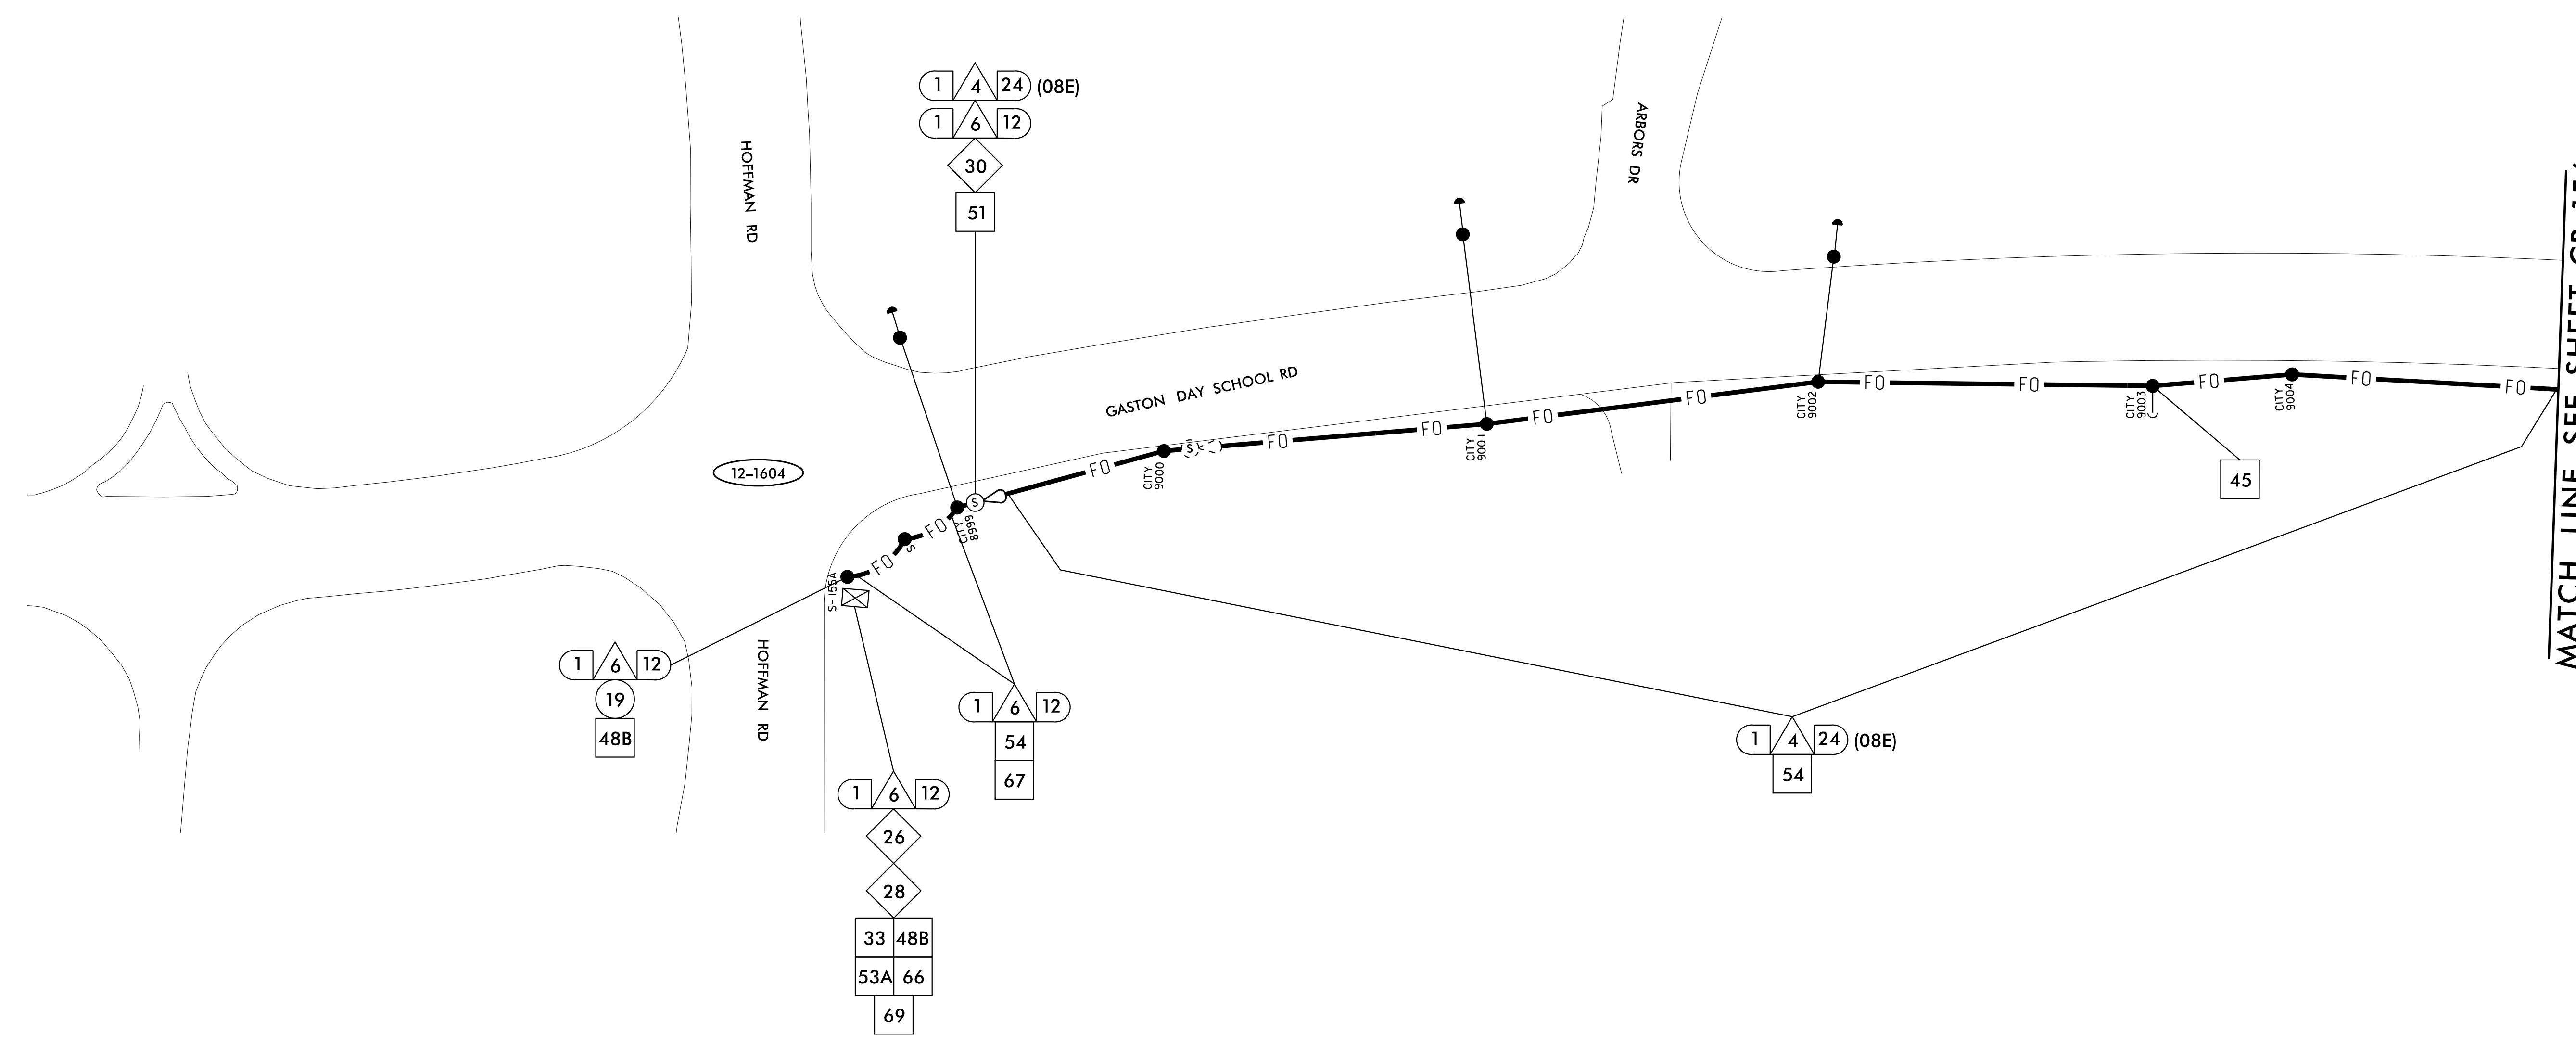 1 4 24 (08E)
1 6 12
30
51
HOFFMAN RD
ARBORS DR
GASTON DAY SCHOOL RD
12-1604
FO FO FO FO FO FO FO FO FO FO FO FO
S
S
S
CITY
8999
CITY
9000
CITY
9001
CITY
9002
CITY
9003
CITY
9004
45
HOFFMAN RD
1 6 12
19
48B
1 6 12
54
67
1 4 24 (08E)
54
1 6 12
26
28
33 48B
53A 66
69
MATCH LINE SEE SHEET